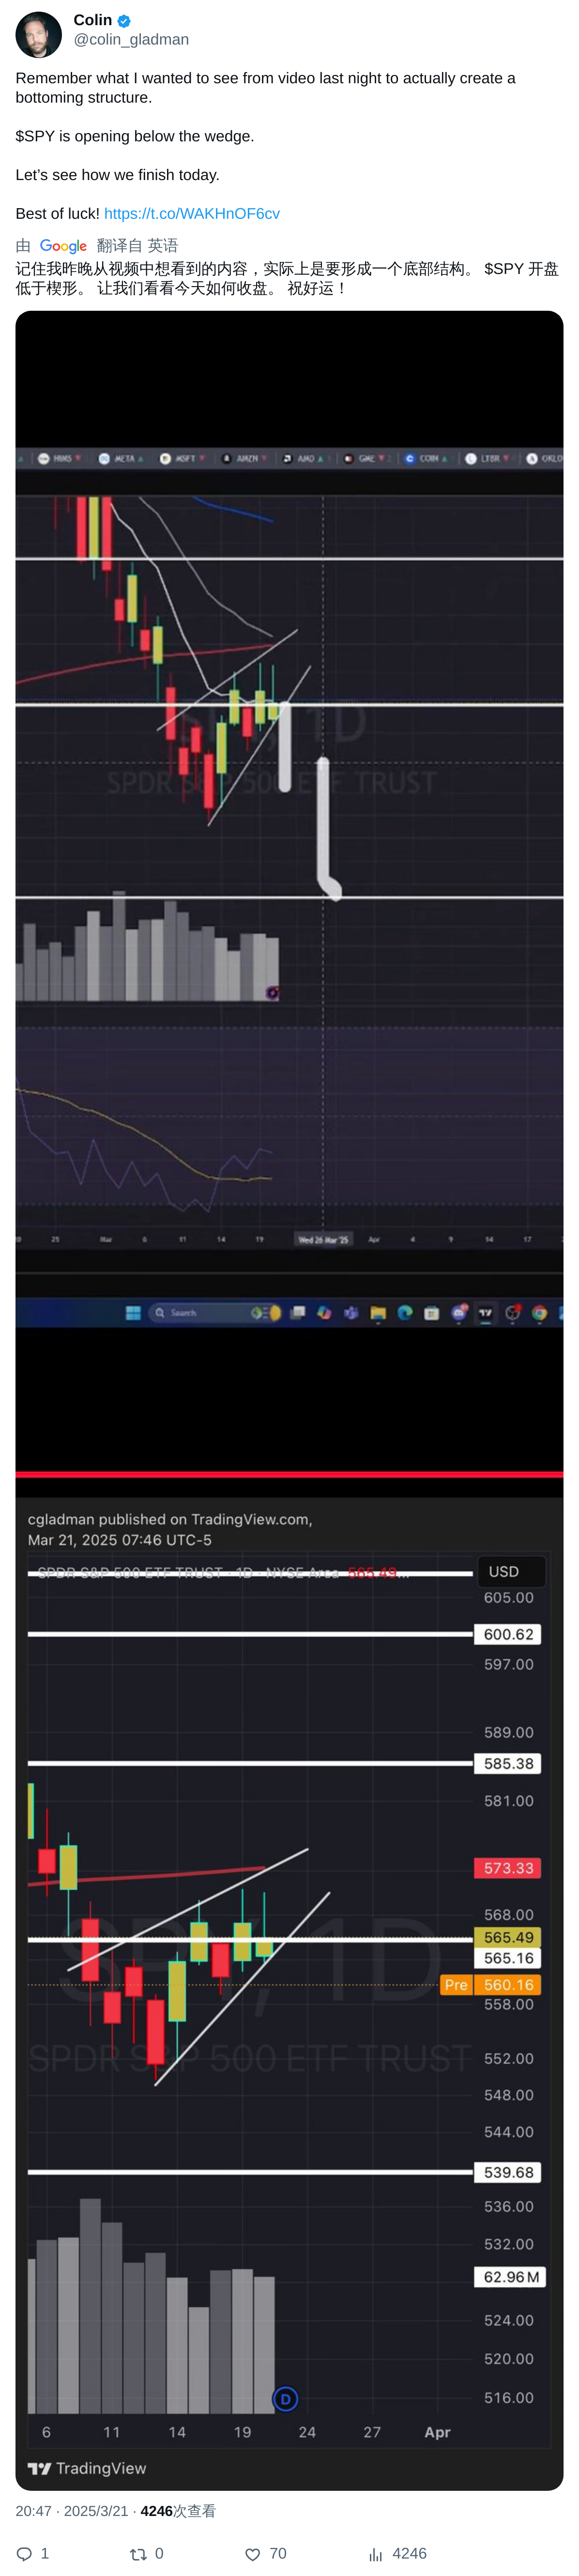 Colin
@colin_gladman
Remember what I wanted to see from video last night to actually create a
bottoming structure.
$SPY is opening below the wedge.
Let’s see how we finish today.
Best of luck! https://t.co/WAKHnOF6cv
由 Google 翻译自 英语
记住我昨晚从视频中想看到的内容，实际上是要形成一个底部结构。 $SPY 开盘
低于楔形。 让我们看看今天如何收盘。 祝好运！
HIMS META MSFT AMZN AMD GME COIN LTBR OKLO
SPY, 1D
SPDR S&P 500 ETF TRUST
25 Mar 6 11 14 19 Wed 26 Mar '25 Apr 4 9 14 17
Search
cgladman published on TradingView.com,
Mar 21, 2025 07:46 UTC-5
SPDR S&P 500 ETF TRUST · 1D · NYSE Arca 565.49...
USD
605.00
600.62
597.00
589.00
585.38
581.00
573.33
568.00
565.49
565.16
Pre 560.16
558.00
SPY, 1D
SPDR S&P 500 ETF TRUST
552.00
548.00
544.00
539.68
536.00
532.00
62.96M
524.00
520.00
516.00
D
6 11 14 19 24 27 Apr
TradingView
20:47 · 2025/3/21 · 4246次查看
1 0 70 4246